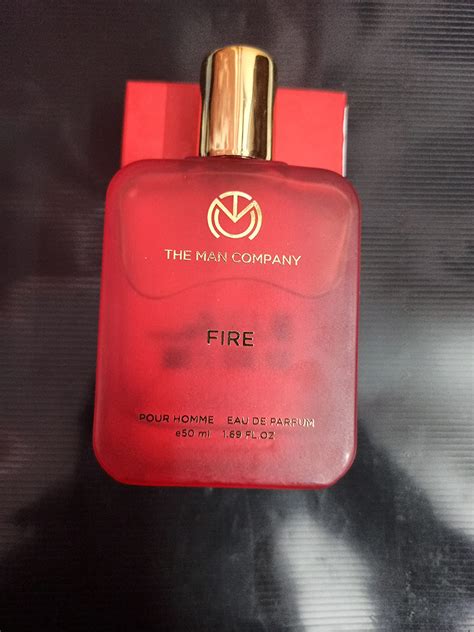 THE MAN COMPANY
FIRE
POUR HOMME EAU DE PARFUM
e50 ml 1.69 FL.OZ